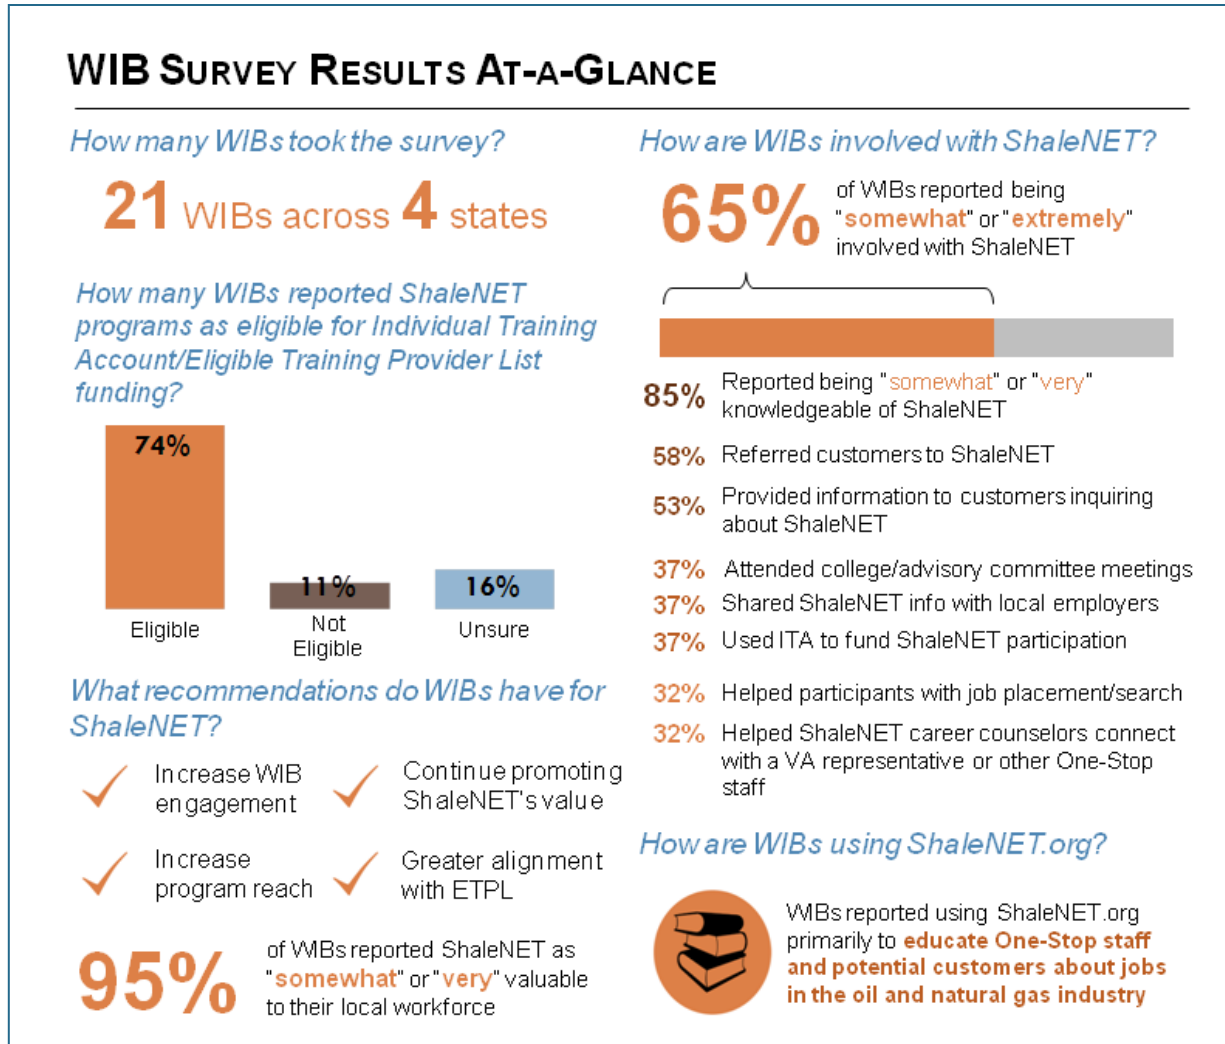 WIB SURVEY RESULTS AT-A-GLANCE
How many WIBs took the survey?
21 WIBs across 4 states
How many WIBs reported ShaleNET
programs as eligible for Individual Training
Account/Eligible Training Provider List
funding?
74%
11%
16%
Eligible
Not
Eligible
Unsure
What recommendations do WIBs have for
ShaleNET?
Increase WIB
engagement
Continue promoting
ShaleNET's value
Increase
program reach
Greater alignment
with ETPL
95%
of WIBs reported ShaleNET as
"somewhat" or "very" valuable
to their local workforce
How are WIBs involved with ShaleNET?
65%
of WIBs reported being
"somewhat" or "extremely"
involved with ShaleNET
85% Reported being "somewhat" or "very"
knowledgeable of ShaleNET
58% Referred customers to ShaleNET
53% Provided information to customers inquiring
about ShaleNET
37% Attended college/advisory committee meetings
37% Shared ShaleNET info with local employers
37% Used ITA to fund ShaleNET participation
32% Helped participants with job placement/search
32% Helped ShaleNET career counselors connect
with a VA representative or other One-Stop
staff
How are WIBs using ShaleNET.org?
WIBs reported using ShaleNET.org
primarily to educate One-Stop staff
and potential customers about jobs
in the oil and natural gas industry